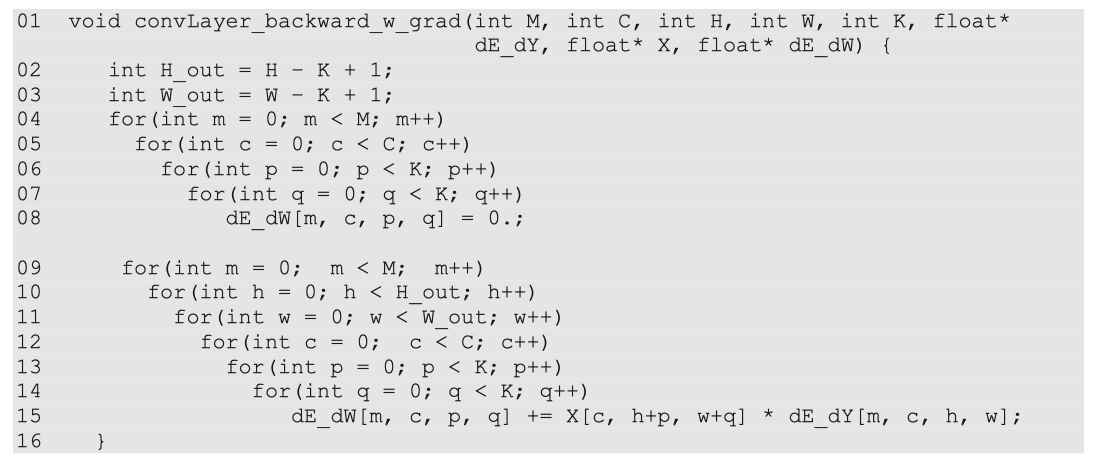 01 void convLayer_backward_w_grad(int M, int C, int H, int W, int K, float*
dE_dY, float* X, float* dE_dW) {
02 int H_out = H - K + 1;
03 int W_out = W - K + 1;
04 for(int m = 0; m < M; m++)
05 for(int c = 0; c < C; c++)
06 for(int p = 0; p < K; p++)
07 for(int q = 0; q < K; q++)
08 dE_dW[m, c, p, q] = 0.;
09 for(int m = 0; m < M; m++)
10 for(int h = 0; h < H_out; h++)
11 for(int w = 0; w < W_out; w++)
12 for(int c = 0; c < C; c++)
13 for(int p = 0; p < K; p++)
14 for(int q = 0; q < K; q++)
15 dE_dW[m, c, p, q] += X[c, h+p, w+q] * dE_dY[m, c, h, w];
16 }